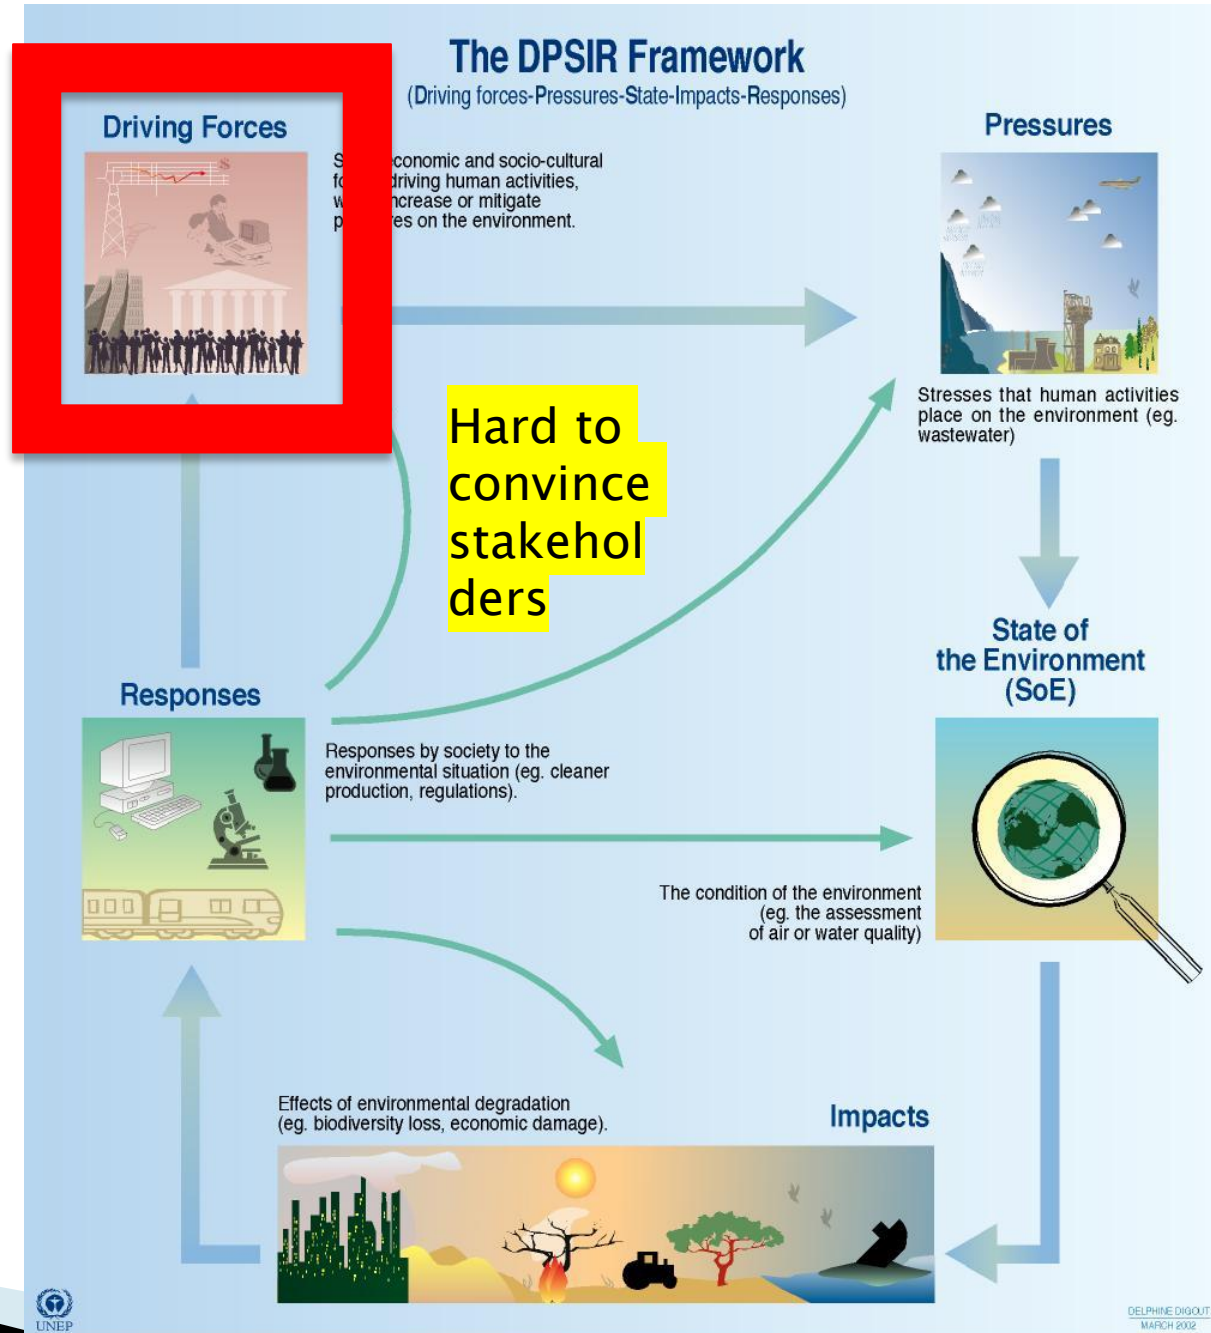 The DPSIR Framework
(Driving forces-Pressures-State-Impacts-Responses)
Driving Forces
S economic and socio-cultural
fo driving human activities,
w increase or mitigate
p res on the environment.
Pressures
Stresses that human activities
place on the environment (eg.
wastewater)
Hard to
convince
stakehol
ders
State of
the Environment
(SoE)
Responses
Responses by society to the
environmental situation (eg. cleaner
production, regulations).
The condition of the environment
(eg. the assessment
of air or water quality)
Effects of environmental degradation
(eg. biodiversity loss, economic damage).
Impacts
UNEP
DELPHINE DIGOUT
MARCH 2002